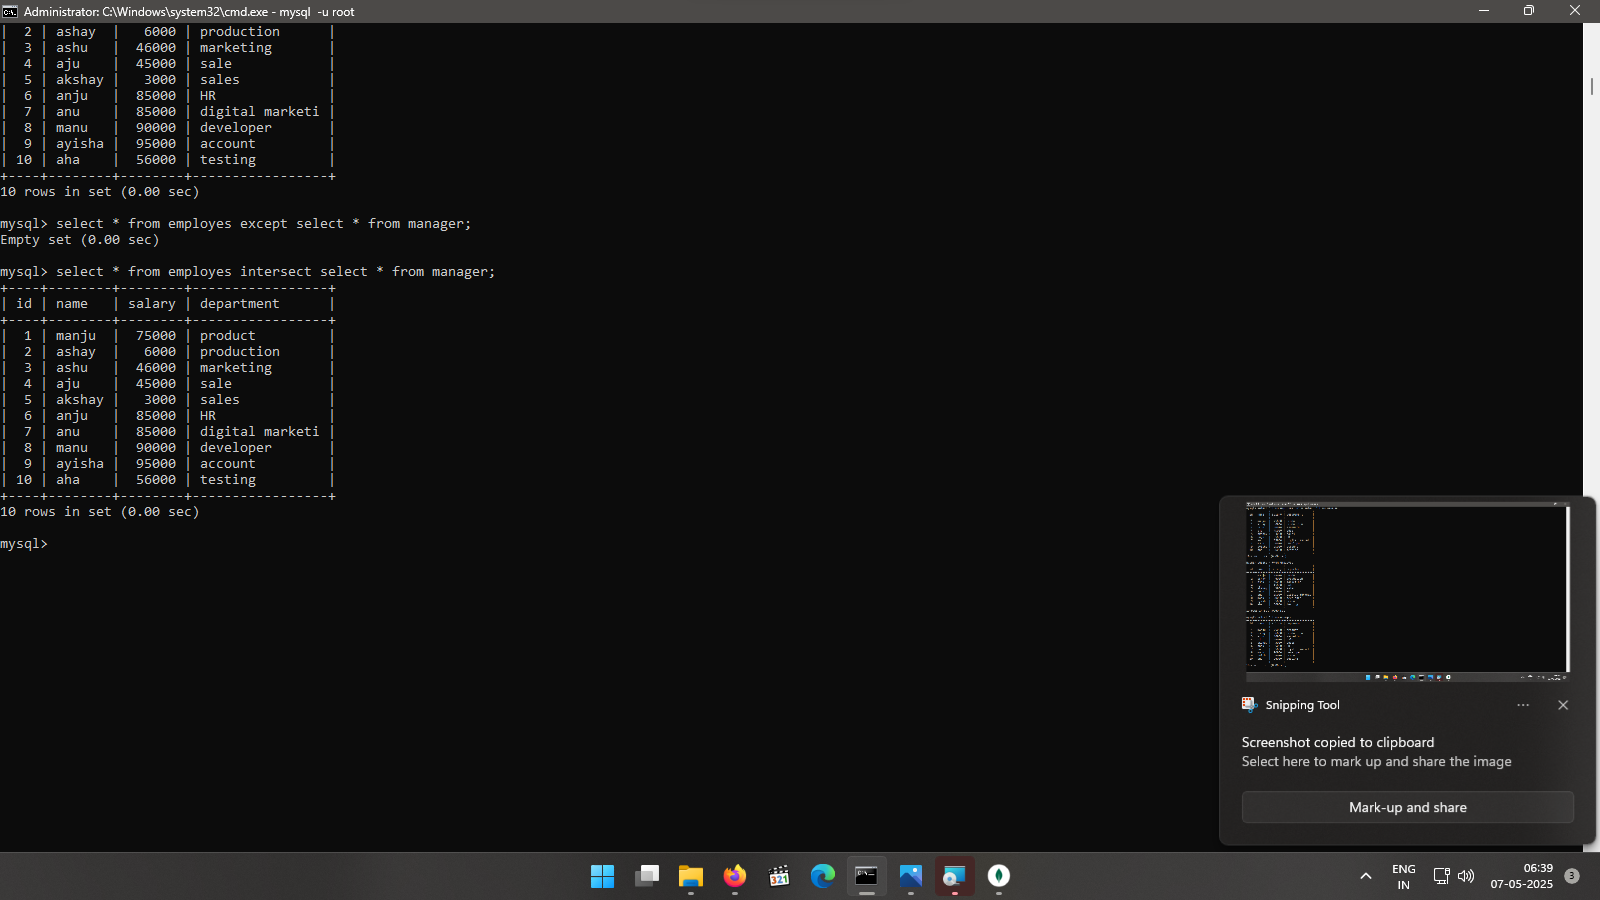 Administrator: C:\Windows\system32\cmd.exe - mysql  -u root
|  2 | ashay  |   6000 | production      |
|  3 | ashu   |  46000 | marketing       |
|  4 | aju    |  45000 | sale            |
|  5 | akshay |   3000 | sales           |
|  6 | anju   |  85000 | HR              |
|  7 | anu    |  85000 | digital marketi |
|  8 | manu   |  90000 | developer       |
|  9 | ayisha |  95000 | account         |
| 10 | aha    |  56000 | testing         |
+----+--------+--------+-----------------+
10 rows in set (0.00 sec)
mysql> select * from employes except select * from manager;
Empty set (0.00 sec)
mysql> select * from employes intersect select * from manager;
+----+--------+--------+-----------------+
| id | name   | salary | department      |
+----+--------+--------+-----------------+
|  1 | manju  |  75000 | product         |
|  2 | ashay  |   6000 | production      |
|  3 | ashu   |  46000 | marketing       |
|  4 | aju    |  45000 | sale            |
|  5 | akshay |   3000 | sales           |
|  6 | anju   |  85000 | HR              |
|  7 | anu    |  85000 | digital marketi |
|  8 | manu   |  90000 | developer       |
|  9 | ayisha |  95000 | account         |
| 10 | aha    |  56000 | testing         |
+----+--------+--------+-----------------+
10 rows in set (0.00 sec)
mysql>
Snipping Tool
Screenshot copied to clipboard
Select here to mark up and share the image
Mark-up and share
321
ENG
IN
06:39
07-05-2025
3